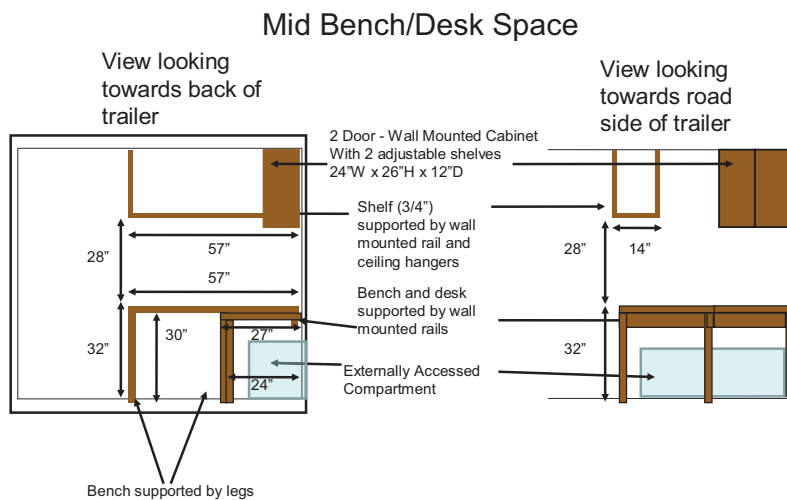 Mid Bench/Desk Space
View looking
towards back of
trailer
View looking
towards road
side of trailer
2 Door - Wall Mounted Cabinet
With 2 adjustable shelves
24”W x 26”H x 12”D
Shelf (3/4”)
supported by wall
mounted rail and
ceiling hangers
57”
28”
57”
28”
14”
Bench and desk
supported by wall
mounted rails
32”
30”
27”
24”
32”
Externally Accessed
Compartment
Bench supported by legs